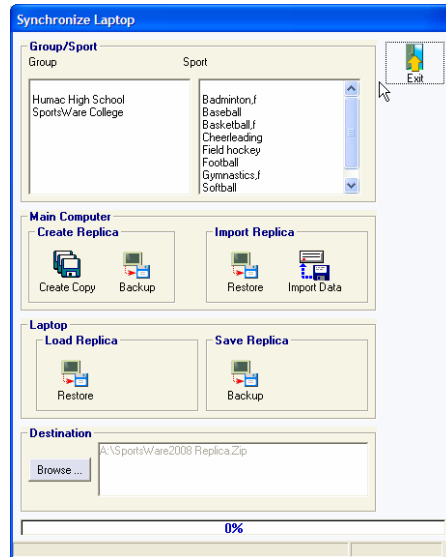 Synchronize Laptop
Group/Sport
Group Sport
Exit
Humac High School
SportsWare College
Badminton,f
Baseball
Basketball,f
Cheerleading
Field hockey
Football
Gymnastics,f
Softball
Main Computer
Create Replica Import Replica
Create Copy Backup Restore Import Data
Laptop
Load Replica Save Replica
Restore Backup
Destination
A:\SportsWare2008 Replica.Zip
Browse ...
0%